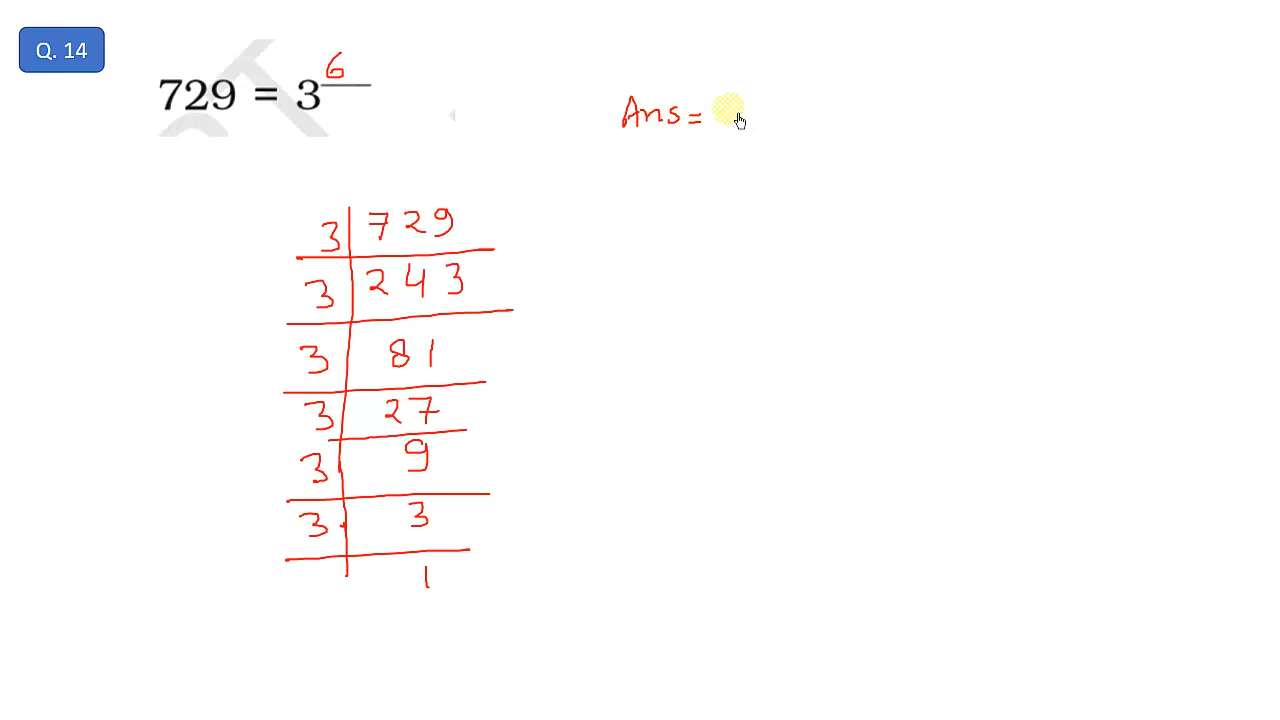 Q. 14
729 = 3 6
Ans =
3 729
3 243
3 81
3 27
3 9
3 3
1